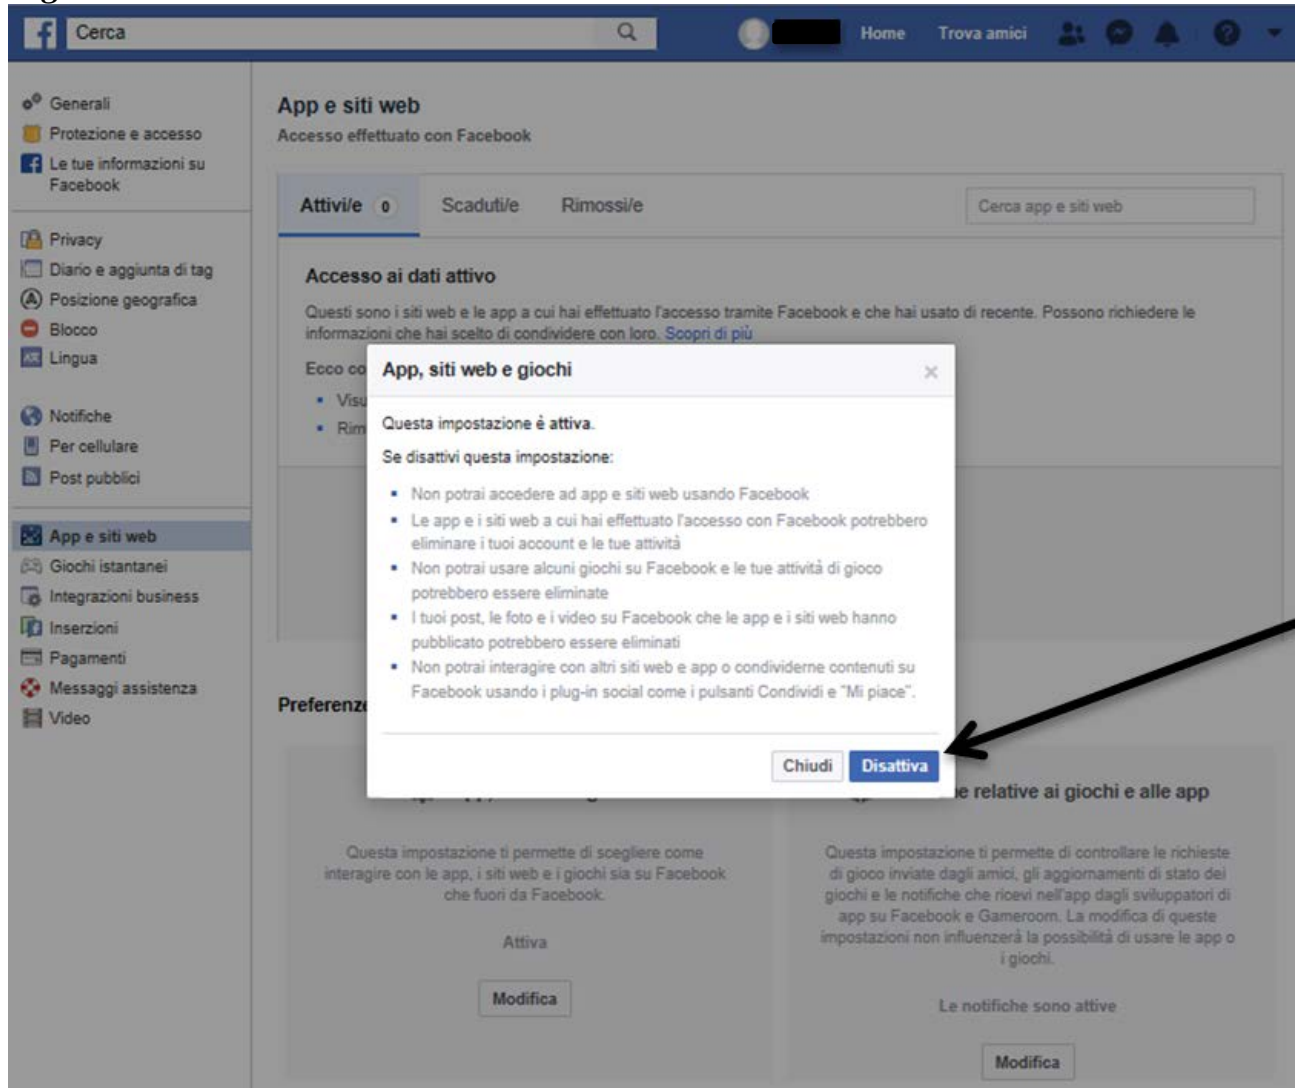 Cerca
Home
Trova amici
Generali
Protezione e accesso
Le tue informazioni su
Facebook
Privacy
Diario e aggiunta di tag
Posizione geografica
Blocco
Lingua
Notifiche
Per cellulare
Post pubblici
App e siti web
Giochi istantanei
Integrazioni business
Inserzioni
Pagamenti
Messaggi assistenza
Video
App e siti web
Accesso effettuato con Facebook
Attivi/e 0
Scaduti/e
Rimossi/e
Cerca app e siti web
Accesso ai dati attivo
Questi sono i siti web e le app a cui hai effettuato l'accesso tramite Facebook e che hai usato di recente. Possono richiedere le
informazioni che hai scelto di condividere con loro. Scopri di più
Ecco
App, siti web e giochi
Questa impostazione è attiva.
Se disattivi questa impostazione:
Non potrai accedere ad app e siti web usando Facebook
Le app e i siti web a cui hai effettuato l'accesso con Facebook potrebbero
eliminare i tuoi account e le tue attività
Non potrai usare alcuni giochi su Facebook e le tue attività di gioco
potrebbero essere eliminate
I tuoi post, le foto e i video su Facebook che le app e i siti web hanno
pubblicato potrebbero essere eliminati
Non potrai interagire con altri siti web e app o condividerne contenuti su
Facebook usando i plug-in social come i pulsanti Condividi e "Mi piace".
Chiudi
Disattiva
Preferenze
Questa impostazione ti permette di scegliere come
interagire con le app, i siti web e i giochi sia su Facebook
che fuori da Facebook.
Attiva
Modifica
relative ai giochi e alle app
Questa impostazione ti permette di controllare le richieste
di gioco inviate dagli amici, gli aggiornamenti di stato dei
giochi e le notifiche che ricevi nell'app dagli sviluppatori di
app su Facebook e Gameroom. La modifica di queste
impostazioni non influenzerà la possibilità di usare le app o
i giochi.
Le notifiche sono attive
Modifica